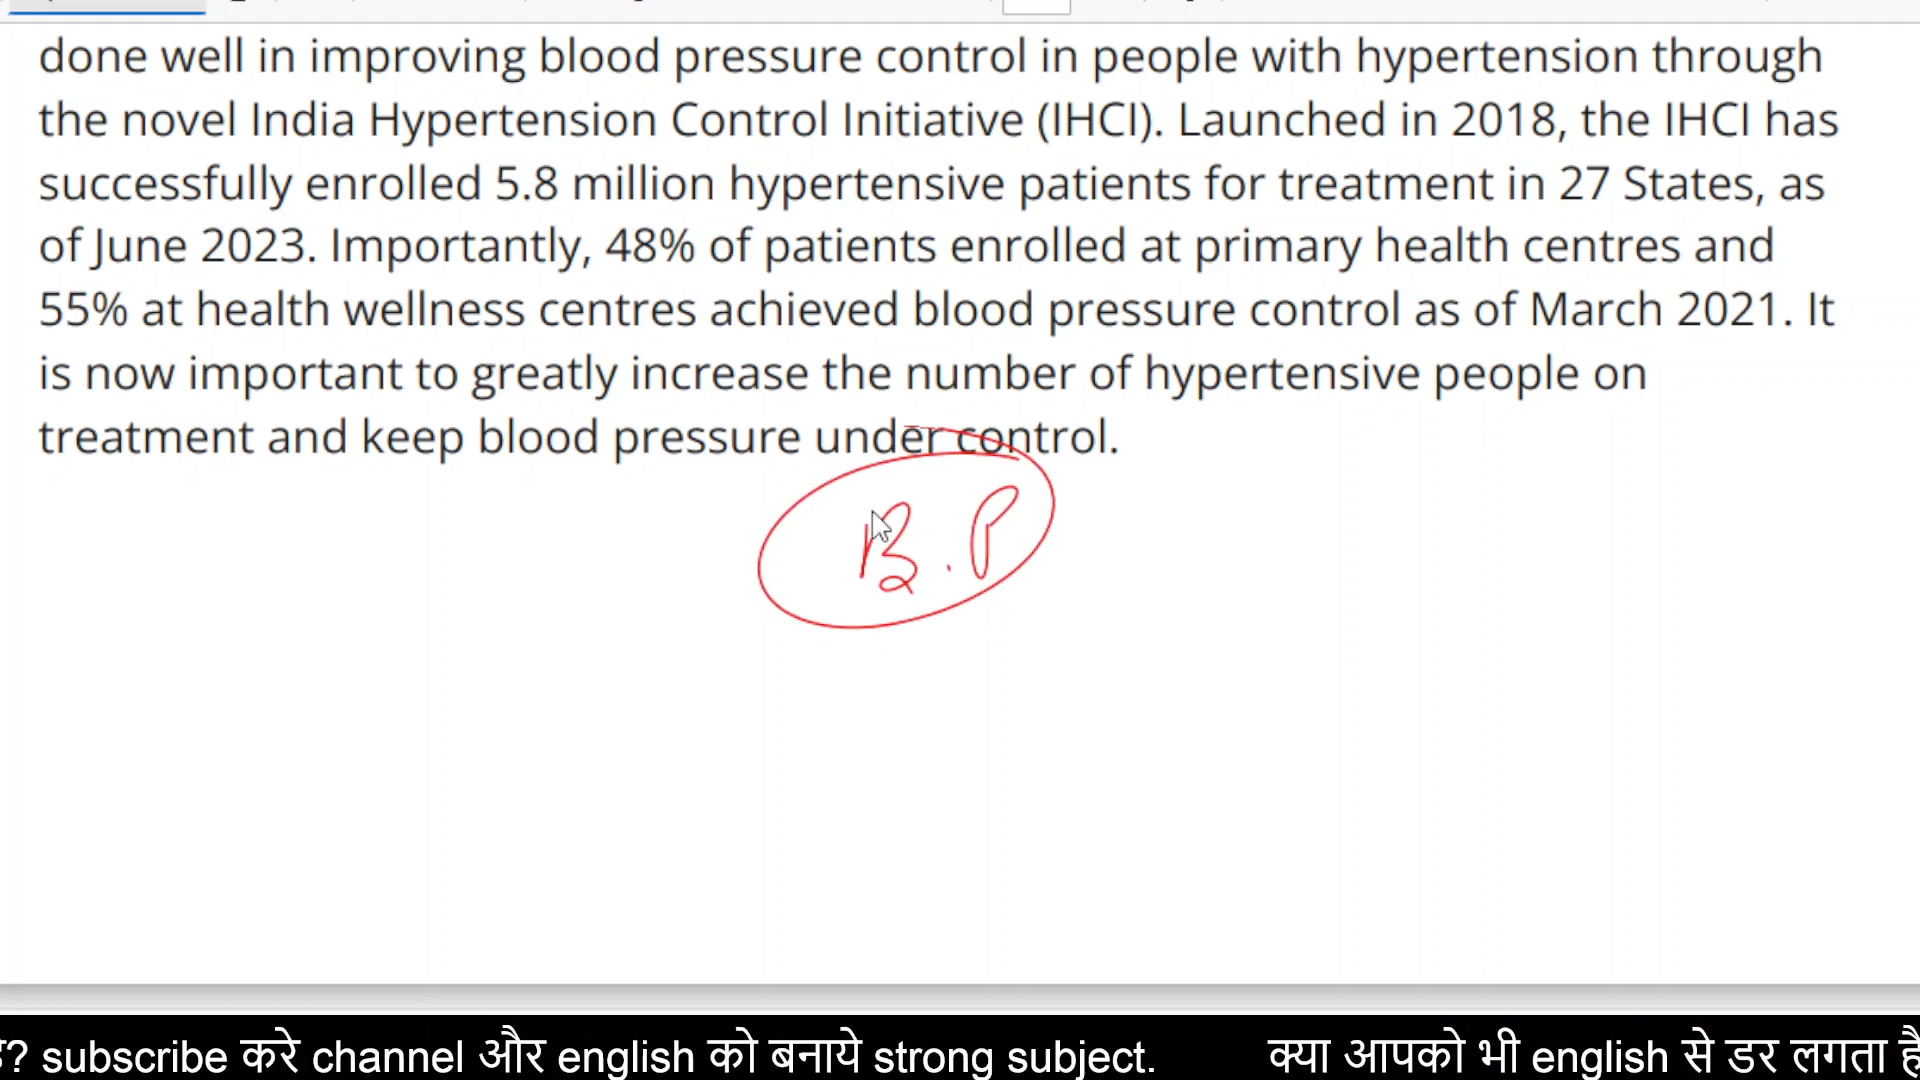 done well in improving blood pressure control in people with hypertension through
the novel India Hypertension Control Initiative (IHCI). Launched in 2018, the IHCI has
successfully enrolled 5.8 million hypertensive patients for treatment in 27 States, as
of June 2023. Importantly, 48% of patients enrolled at primary health centres and
55% at health wellness centres achieved blood pressure control as of March 2021. It
is now important to greatly increase the number of hypertensive people on
treatment and keep blood pressure under control.
B.P
? subscribe करे channel और english को बनाये strong subject. क्या आपको भी english से डर लगता है